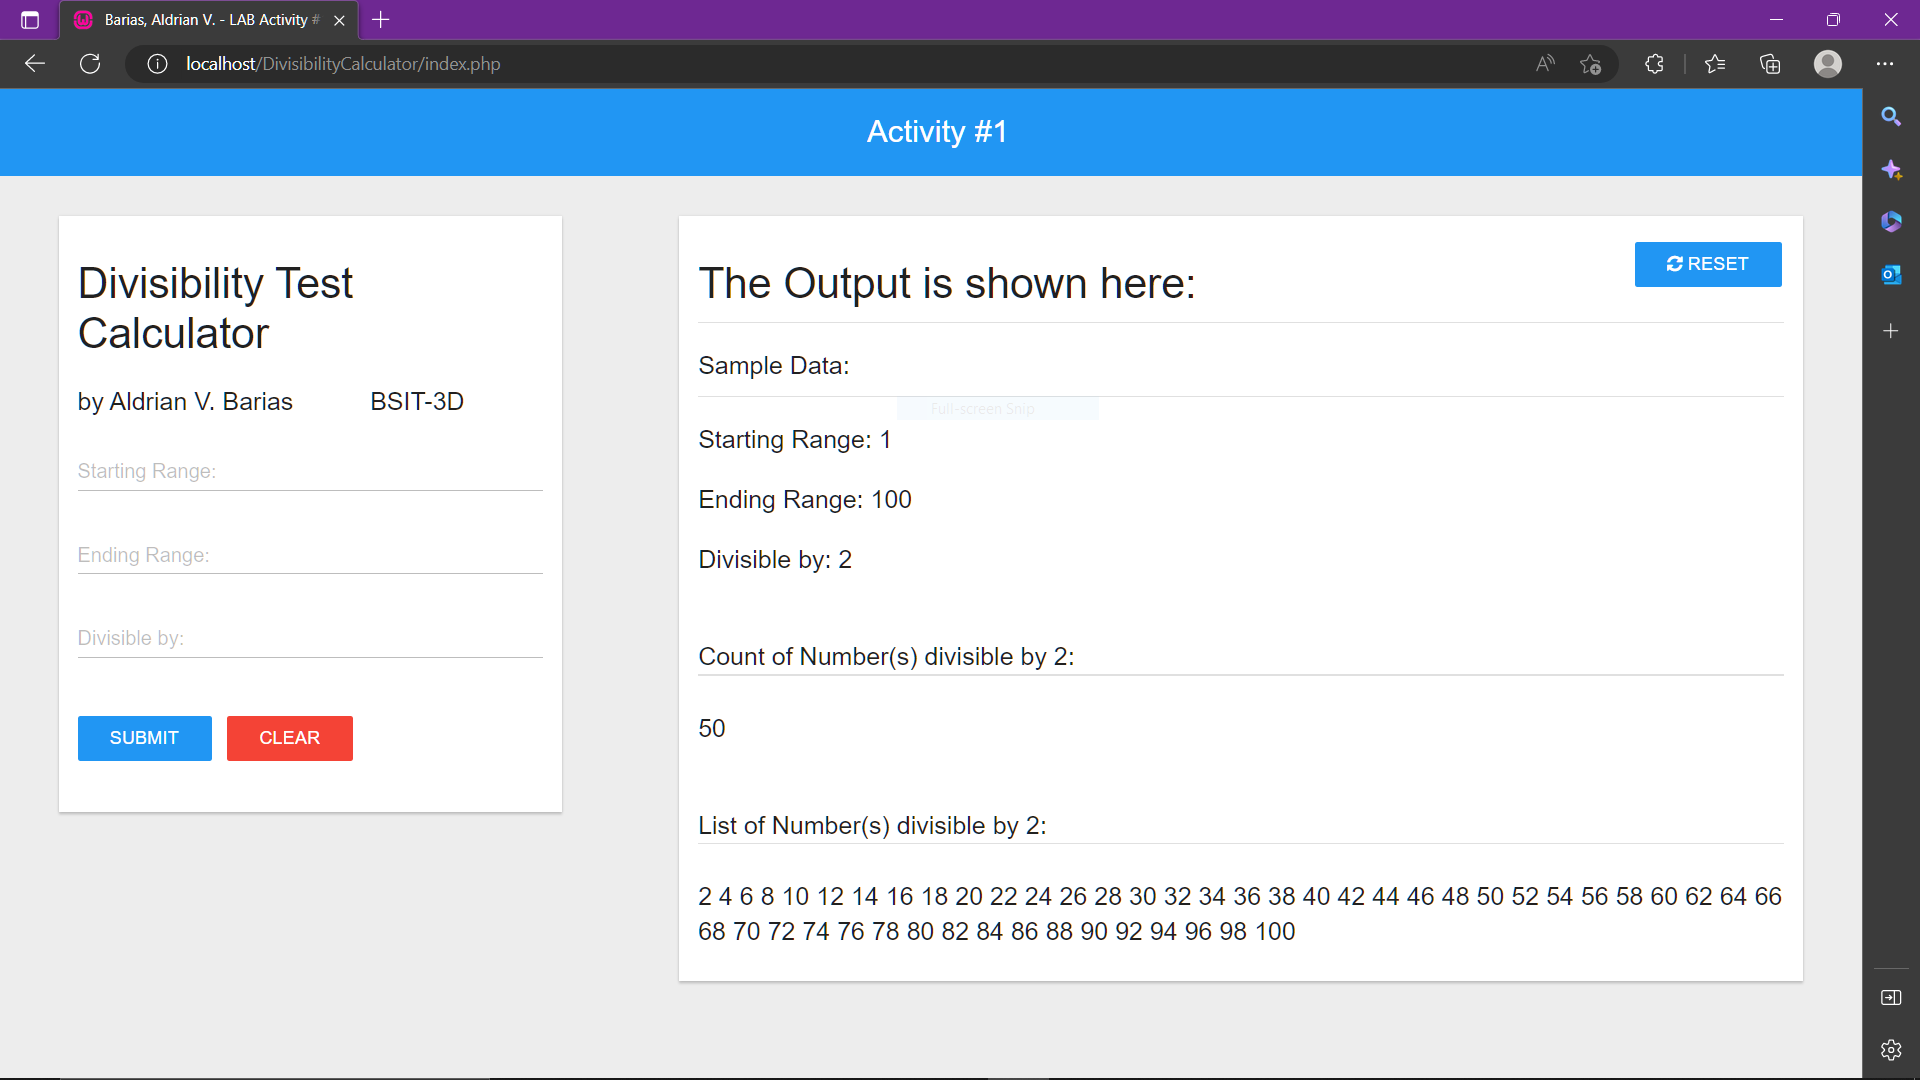 Barias, Aldrian V. - LAB Activity #
localhost/DivisibilityCalculator/index.php
Activity #1
Divisibility Test
Calculator
by Aldrian V. Barias BSIT-3D
Starting Range:
Ending Range:
Divisible by:
SUBMIT CLEAR
The Output is shown here:
RESET
Sample Data:
Full-screen Snip
Starting Range: 1
Ending Range: 100
Divisible by: 2
Count of Number(s) divisible by 2:
50
List of Number(s) divisible by 2:
2 4 6 8 10 12 14 16 18 20 22 24 26 28 30 32 34 36 38 40 42 44 46 48 50 52 54 56 58 60 62 64 66
68 70 72 74 76 78 80 82 84 86 88 90 92 94 96 98 100